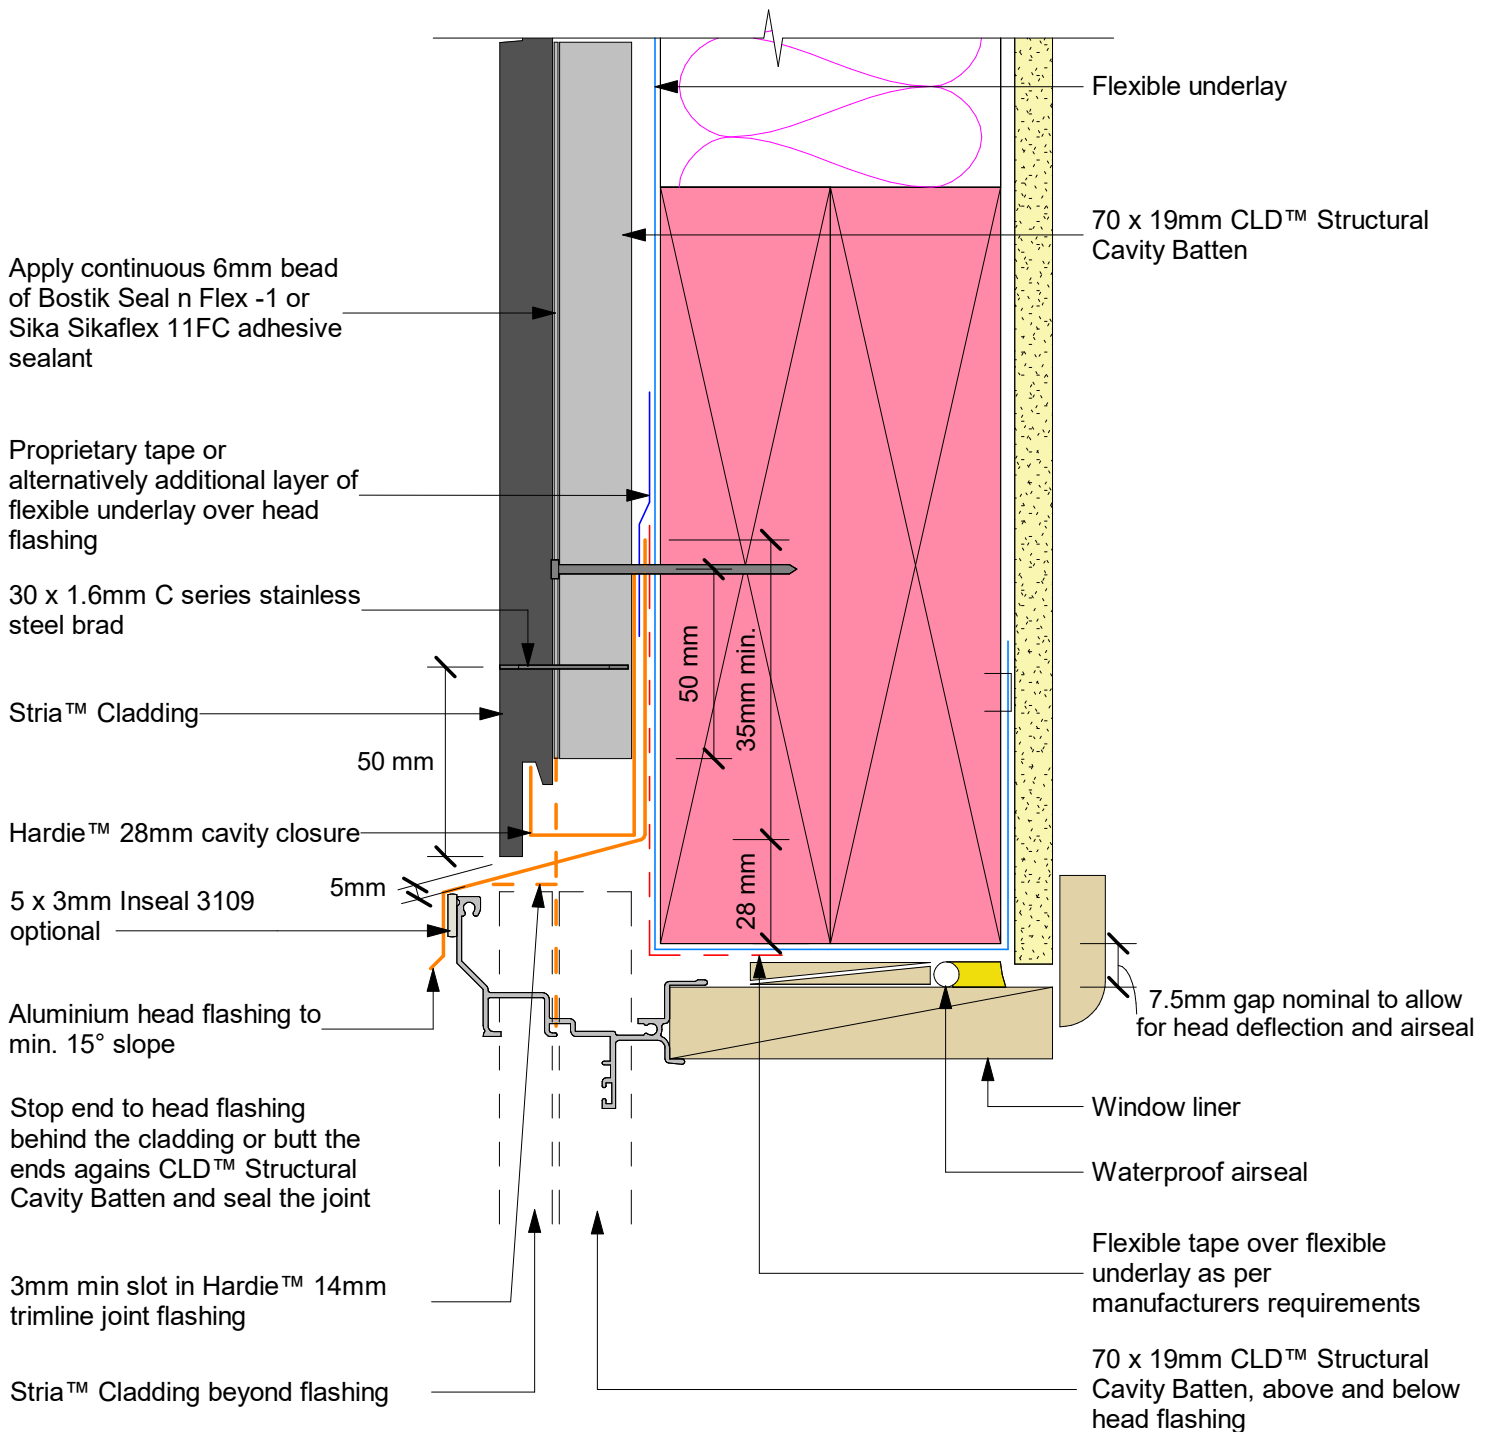 Flexible underlay
70 x 19mm CLD™ Structural
Cavity Batten
Apply continuous 6mm bead
of Bostik Seal n Flex -1 or
Sika Sikaflex 11FC adhesive
sealant
Proprietary tape or
alternatively additional layer of
flexible underlay over head
flashing
30 x 1.6mm C series stainless
steel brad
Stria™ Cladding
50 mm
50 mm
35mm min.
28 mm
Hardie™ 28mm cavity closure
5mm
5 x 3mm Inseal 3109
optional
Aluminium head flashing to
min. 15° slope
7.5mm gap nominal to allow
for head deflection and airseal
Stop end to head flashing
behind the cladding or butt the
ends agains CLD™ Structural
Cavity Batten and seal the joint
Window liner
Waterproof airseal
3mm min slot in Hardie™ 14mm
trimline joint flashing
Flexible tape over flexible
underlay as per
manufacturers requirements
Stria™ Cladding beyond flashing
70 x 19mm CLD™ Structural
Cavity Batten, above and below
head flashing